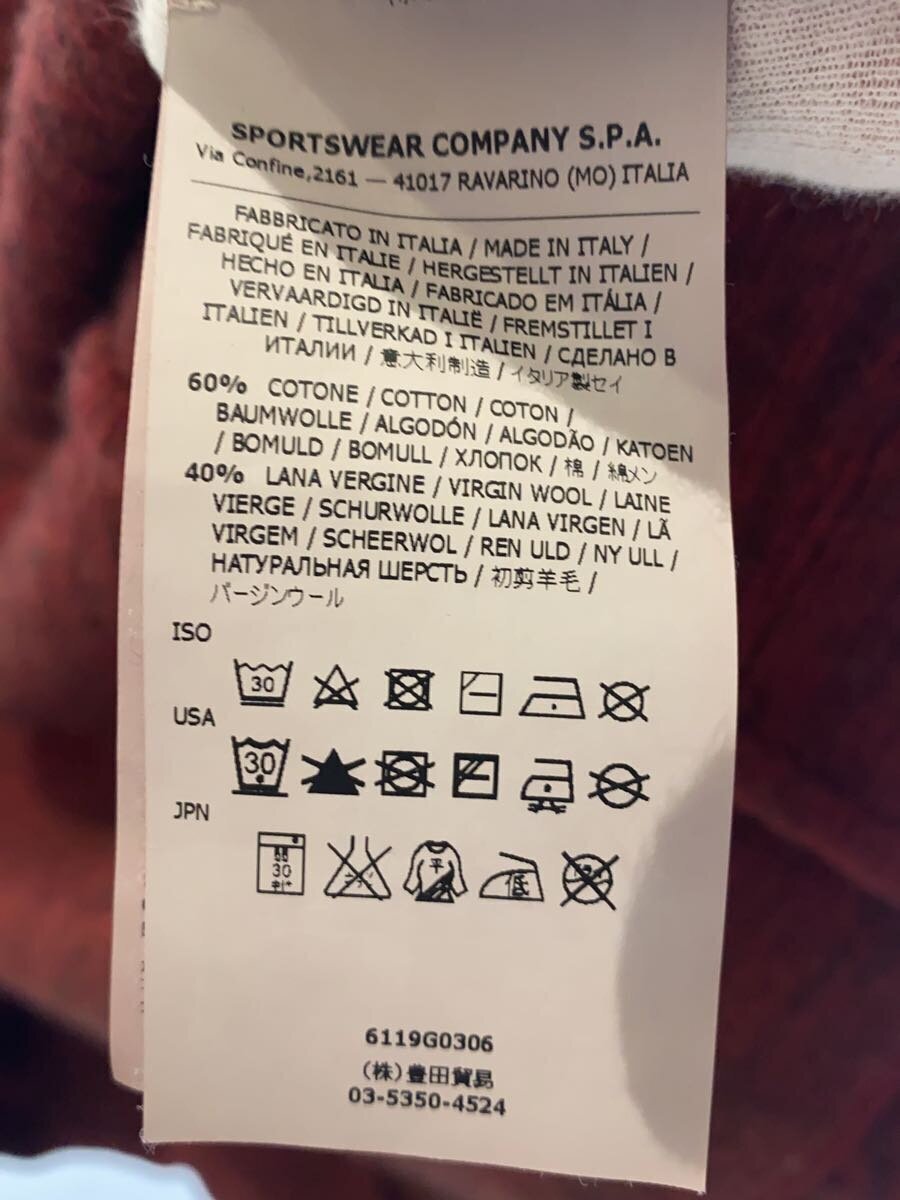 SPORTSWEAR COMPANY S.P.A.
Via Confine,2161 — 41017 RAVARINO (MO) ITALIA
FABBRICATO IN ITALIA / MADE IN ITALY /
FABRIQUÉ EN ITALIE / HERGESTELLT IN ITALIEN /
HECHO EN ITALIA / FABRICADO EM ITÁLIA /
VERVAARDIGD IN ITALIË / FREMSTILLET I
ITALIEN / TILLVERKAD I ITALIEN / СДЕЛАНО В
ИТАЛИИ / 意大利制造 / イタリア製セイ
60% COTONE / COTTON / COTON /
BAUMWOLLE / ALGODÓN / ALGODÃO / KATOEN
/ BOMULD / BOMULL / ХЛОПОК / 棉 / 綿メン
40% LANA VERGINE / VIRGIN WOOL / LAINE
VIERGE / SCHURWOLLE / LANA VIRGEN / LÃ
VIRGEM / SCHEERWOL / REN ULD / NY ULL /
НАТУРАЛЬНАЯ ШЕРСТЬ / 初剪羊毛 /
バージンウール
ISO
30
USA
30
JPN
30
平
低
6119G0306
(株)豊田貿易
03-5350-4524